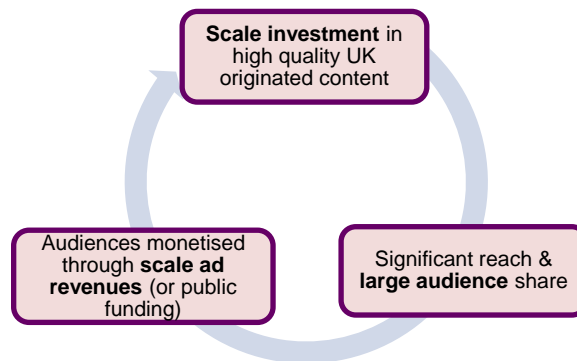 Scale investment in
high quality UK
originated content
Audiences monetised
through scale ad
revenues (or public
funding)
Significant reach &
large audience share